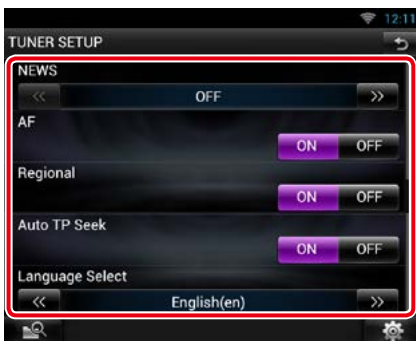 12:11
TUNER SETUP
NEWS
<< OFF >>
AF
ON OFF
Regional
ON OFF
Auto TP Seek
ON OFF
Language Select
<< English(en) >>